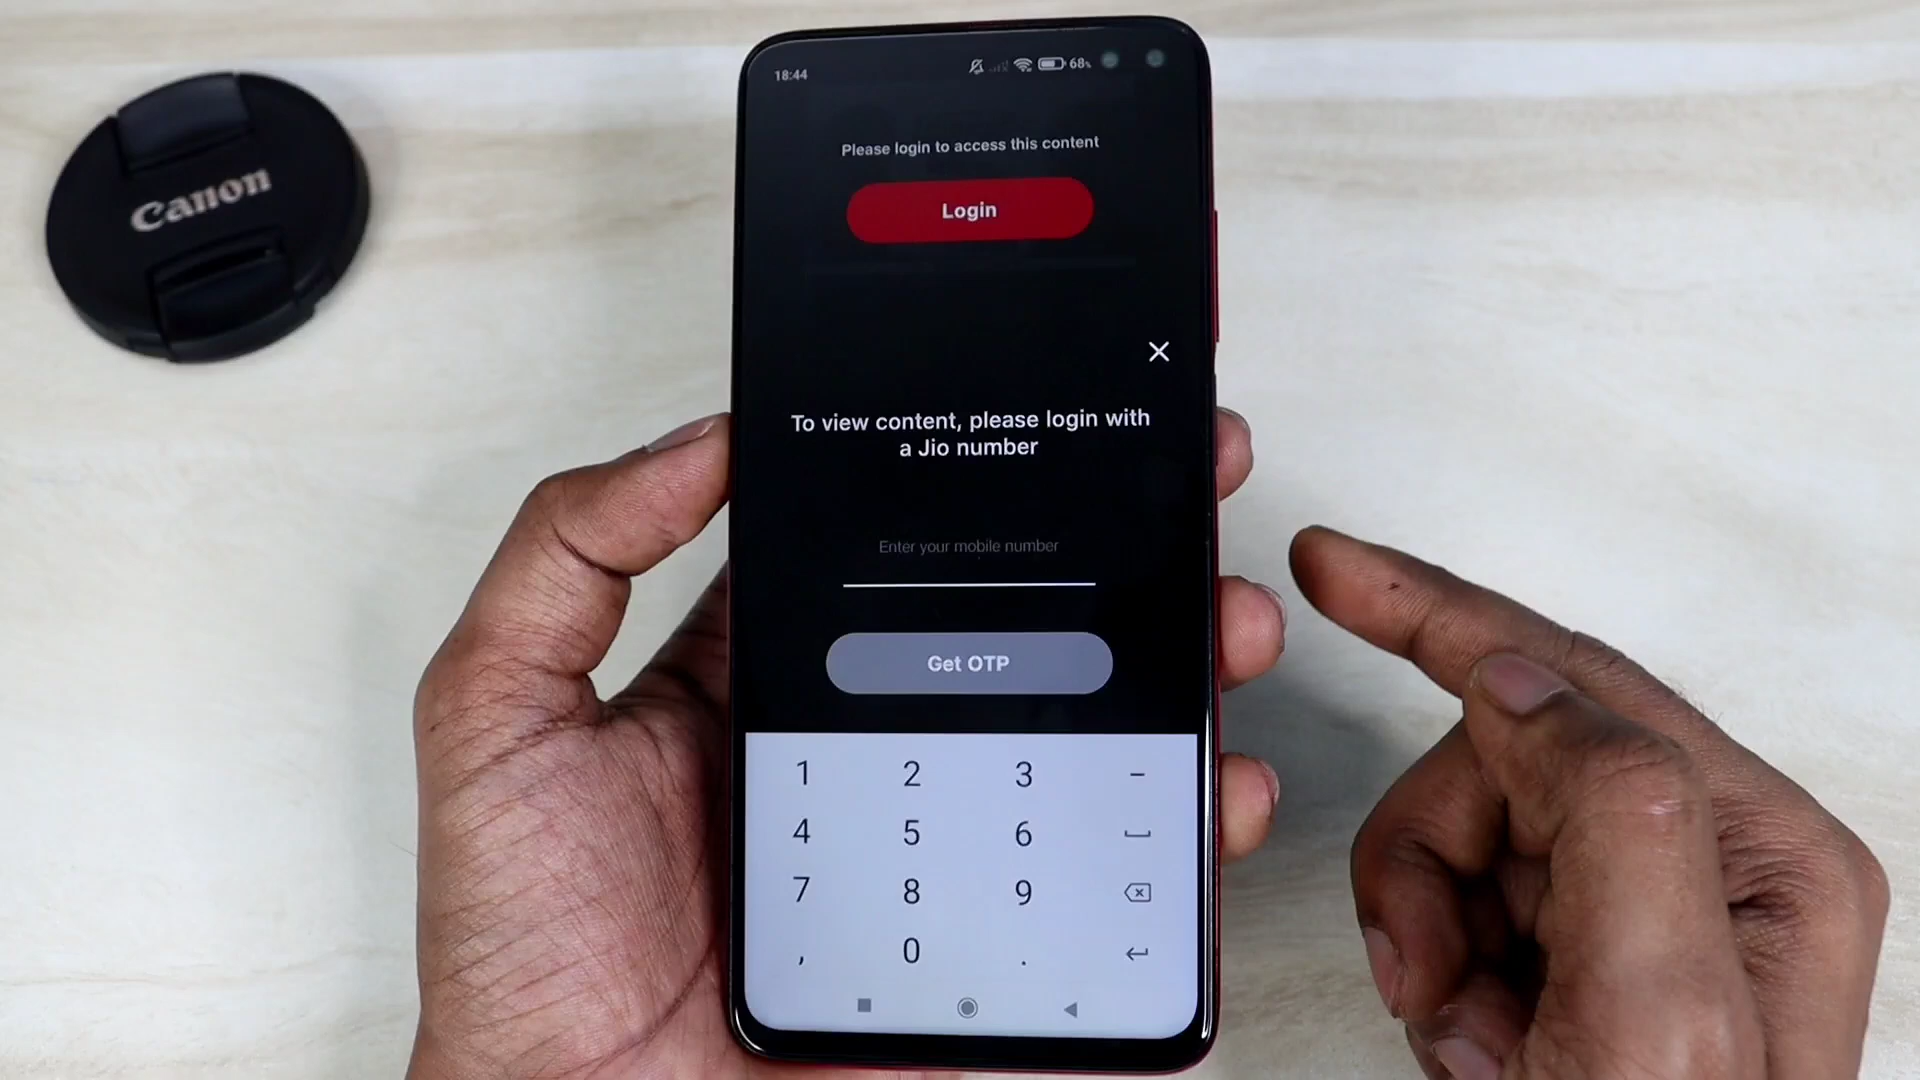 Canon
18:44
68%
Please login to access this content
Login
To view content, please login with
a Jio number
Enter your mobile number
Get OTP
1 2 3 -
4 5 6
7 8 9
, 0 .